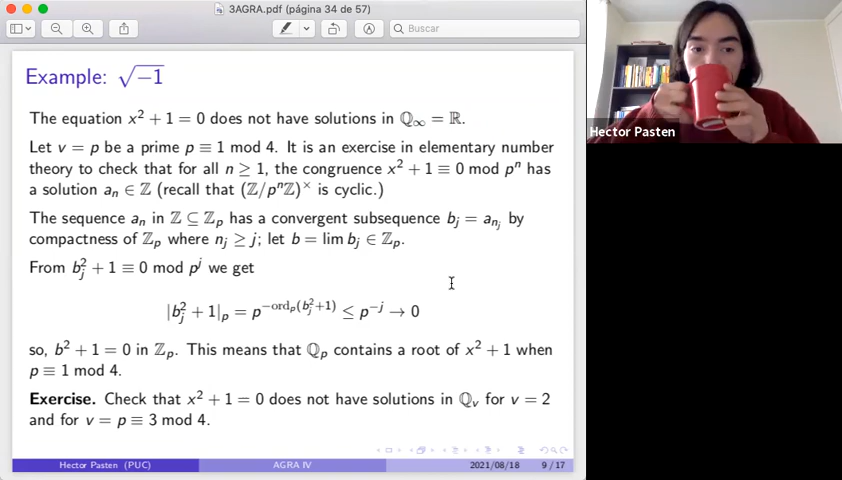 3AGRA.pdf (página 34 de 57)
Buscar
Example: √−1
The equation x² + 1 = 0 does not have solutions in ℚ∞ = ℝ.
Let v = p be a prime p ≡ 1 mod 4. It is an exercise in elementary number
theory to check that for all n ≥ 1, the congruence x² + 1 ≡ 0 mod pⁿ has
a solution aₙ ∈ ℤ (recall that (ℤ/pⁿℤ)× is cyclic.)
The sequence aₙ in ℤ ⊆ ℤₚ has a convergent subsequence bⱼ = a_{nⱼ} by
compactness of ℤₚ where nⱼ ≥ j; let b = lim bⱼ ∈ ℤₚ.
From bⱼ² + 1 ≡ 0 mod pʲ we get
|bⱼ² + 1|ₚ = p^{−ordₚ(bⱼ²+1)} ≤ p^{−j} → 0
so, b² + 1 = 0 in ℤₚ. This means that ℚₚ contains a root of x² + 1 when
p ≡ 1 mod 4.
Exercise. Check that x² + 1 = 0 does not have solutions in ℚᵥ for v = 2
and for v = p ≡ 3 mod 4.
Hector Pasten (PUC) AGRA IV 2021/08/18 9 / 17
Hector Pasten